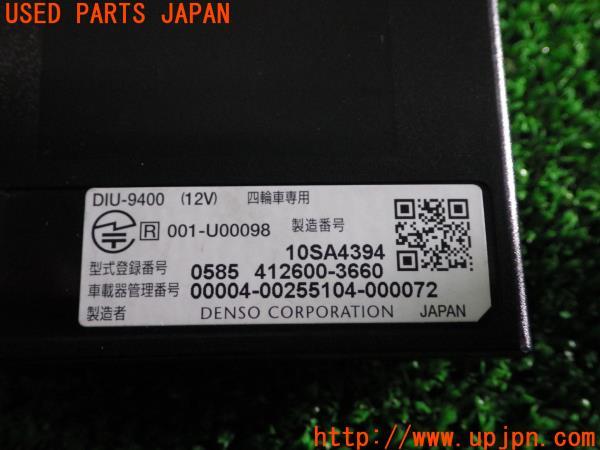 USED PARTS JAPAN
DIU-9400 (12V) 四輪車専用
R 001-U00098 製造番号
10SA4394
型式登録番号 0585 412600-3660
車載器管理番号 00004-00255104-000072
製造者 DENSO CORPORATION JAPAN
http://www.upjpn.com